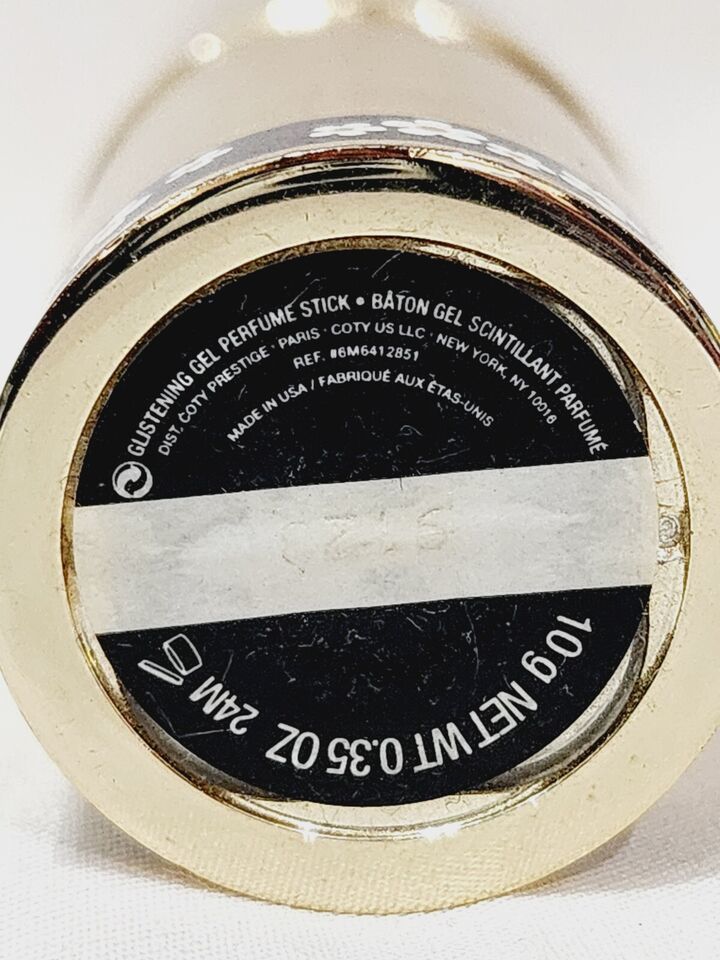 GLISTENING GEL PERFUME STICK • BÂTON GEL SCINTILLANT PARFUMÉ
DIST. COTY PRESTIGE · PARIS · COTY US LLC · NEW YORK, NY 10016
REF. #6M6412851
MADE IN USA / FABRIQUÉ AUX ÉTAS-UNIS
10 g NET WT 0.35 OZ 24M